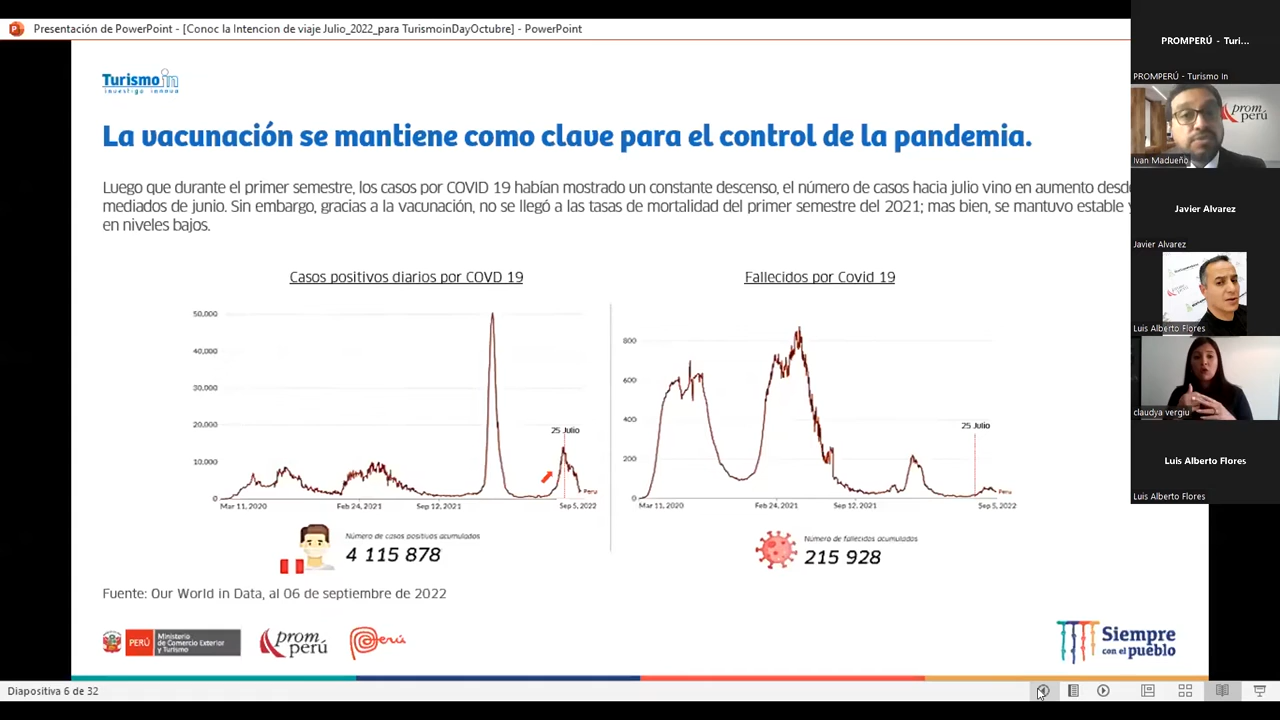 Presentación de PowerPoint - [Conoc la Intencion de viaje Julio_2022_para TurismoinDayOctubre] - PowerPoint
PROMPERÚ - Turi...
PROMPERÚ - Turismo In
Turismo in
investiga innova
prom
perú
Ivan Madueño
La vacunación se mantiene como clave para el control de la pandemia.
Luego que durante el primer semestre, los casos por COVID 19 habían mostrado un constante descenso, el número de casos hacia julio vino en aumento desde
mediados de junio. Sin embargo, gracias a la vacunación, no se llegó a las tasas de mortalidad del primer semestre del 2021; mas bien, se mantuvo estable y
en niveles bajos.
Javier Alvarez
Javier Alvarez
Luis Alberto Flores
claudya vergiu
Luis Alberto Flores
Luis Alberto Flores
Casos positivos diarios por COVD 19
50,000
40,000
30,000
20,000
10,000
0
25 Julio
Peru
Mar 11, 2020
Feb 24, 2021
Sep 12, 2021
Sep 5, 2022
Número de casos positivos acumulados
4 115 878
Fallecidos por Covid 19
800
600
400
200
0
25 Julio
Peru
Mar 11, 2020
Feb 24, 2021
Sep 12, 2021
Sep 5, 2022
Número de fallecidos acumulados
215 928
Fuente: Our World in Data, al 06 de septiembre de 2022
PERÚ
Ministerio
de Comercio Exterior
y Turismo
prom
perú
Perú
Siempre
con el pueblo
Diapositiva 6 de 32